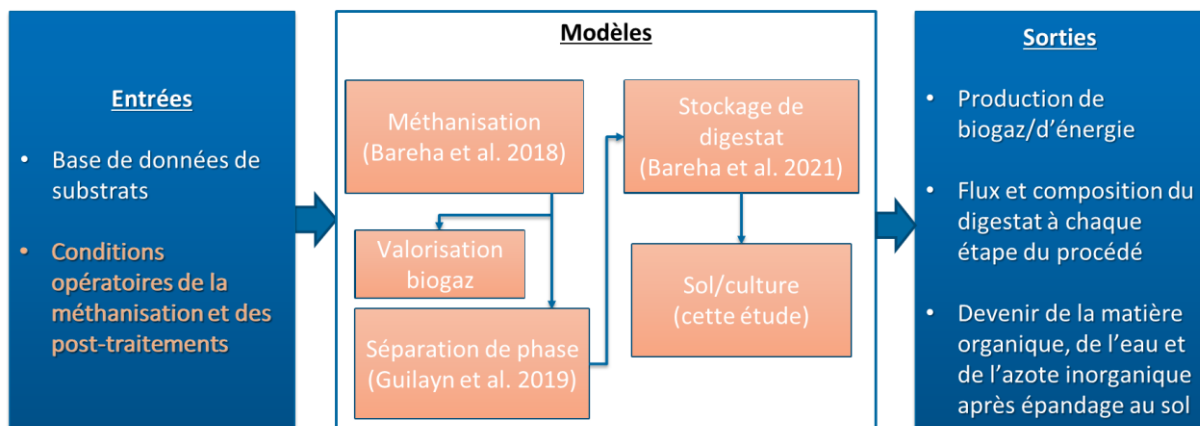 Entrées
• Base de données de
substrats
• Conditions
opératoires de la
méthanisation et des
post-traitements
Modèles
Méthanisation
(Bareha et al. 2018)
Valorisation
biogaz
Séparation de phase
(Guilayn et al. 2019)
Stockage de
digestat
(Bareha et al. 2021)
Sol/culture
(cette étude)
Sorties
• Production de
biogaz/d’énergie
• Flux et composition du
digestat à chaque
étape du procédé
• Devenir de la matière
organique, de l’eau et
de l’azote inorganique
après épandage au sol